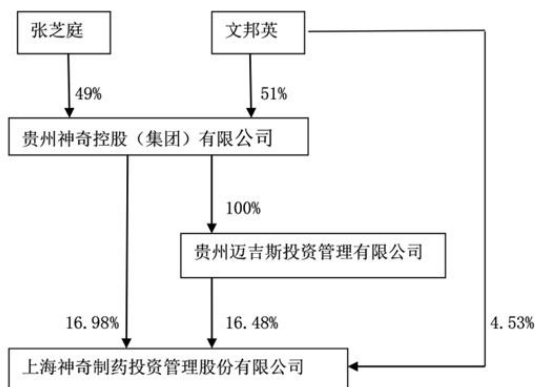 张芝庭
文邦英
49%
51%
贵州神奇控股（集团）有限公司
100%
贵州迈吉斯投资管理有限公司
16.98%
16.48%
4.53%
上海神奇制药投资管理股份有限公司